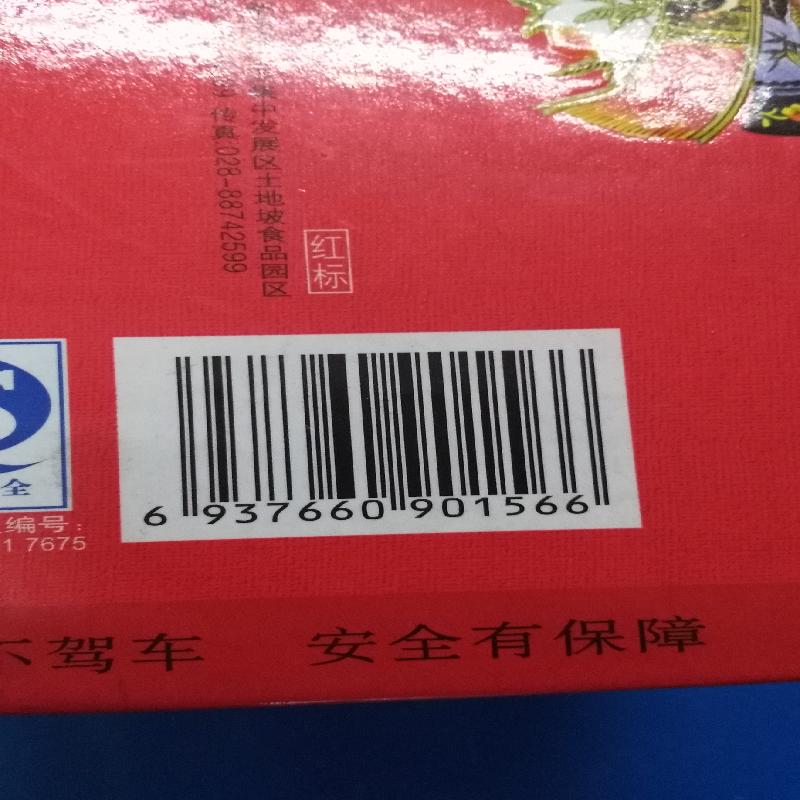 中发展区土地坡食品园区
传真:028-88742599
红标
全
编号:
1 7675
6 937660 901566
驾车 安全有保障